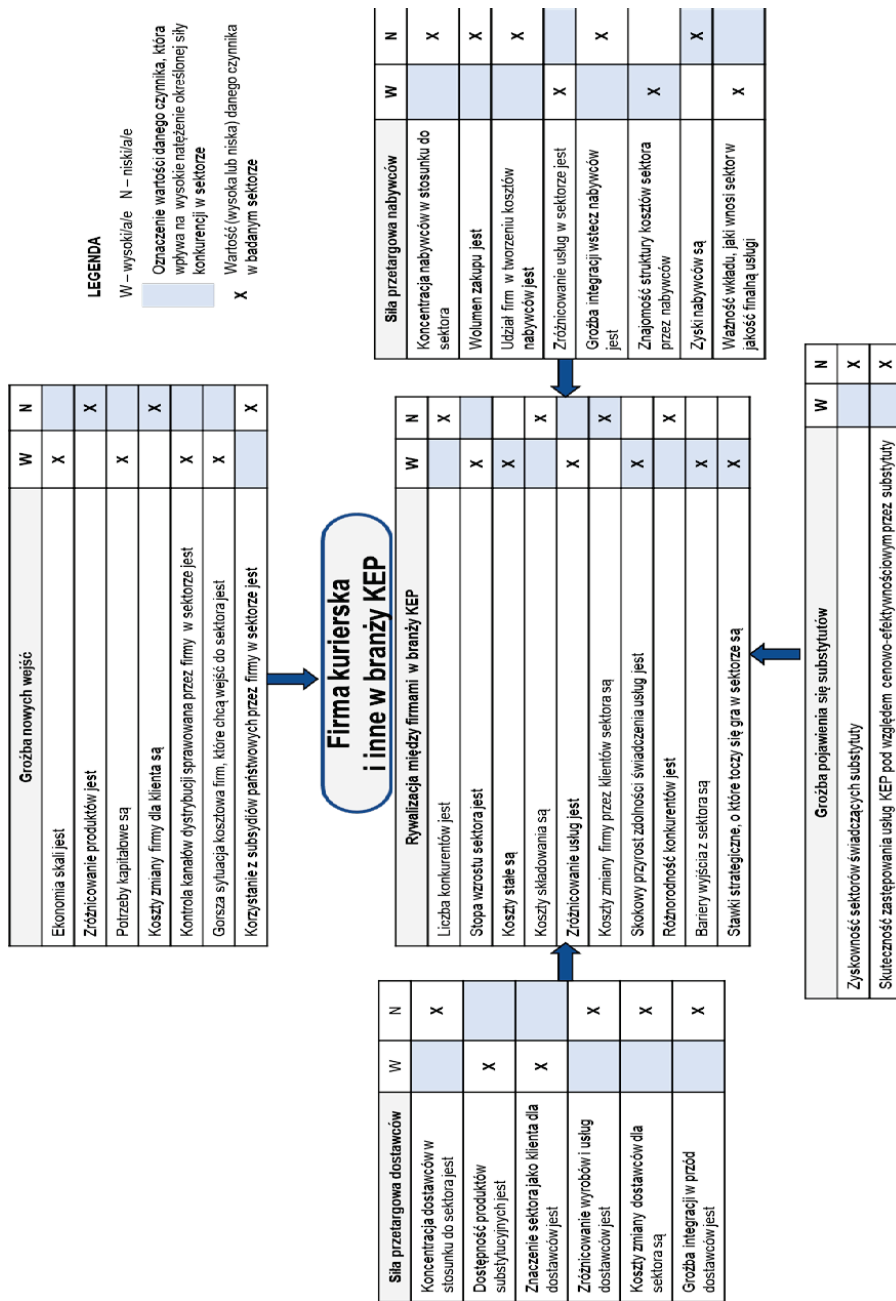 Groźba nowych wejść W N
Ekonomia skali jest X
Zróżnicowanie produktów jest X
Potrzeby kapitałowe są X
Koszty zmiany firmy dla klienta są X
Kontrola kanałów dystrybucji sprawowana przez firmy w sektorze jest X
Gorsza sytuacja kosztowa firm, które chcą wejść do sektora jest X
Korzystanie z subsydiów państwowych przez firmy w sektorze jest X
LEGENDA
W – wysoki/a/e N – niski/a/e
Oznaczenie wartości danego czynnika, która
wpływa na wysokie natężenie określonej siły
konkurencji w sektorze
X Wartość (wysoka lub niska) danego czynnika
w badanym sektorze
Firma kurierska
i inne w branży KEP
Siła przetargowa dostawców W N
Koncentracja dostawców w
stosunku do sektora jest X
Dostępność produktów
substytucyjnych jest X
Znaczenie sektora jako klienta dla
dostawców jest X
Zróżnicowanie wyrobów i usług
dostawców jest X
Koszty zmiany dostawców dla
sektora są X
Groźba integracji w przód
dostawców jest X
Rywalizacja między firmami w branży KEP W N
Liczba konkurentów jest X
Stopa wzrostu sektora jest X
Koszty stałe są X
Koszty składowania są X
Zróżnicowanie usług jest X
Koszty zmiany firmy przez klientów sektora są X
Skokowy przyrost zdolności świadczenia usług jest X
Różnorodność konkurentów jest X
Bariery wyjścia z sektora są X
Stawki strategiczne, o które toczy się gra w sektorze są X
Siła przetargowa nabywców W N
Koncentracja nabywców w stosunku do
sektora X
Wolumen zakupu jest X
Udział firm w tworzeniu kosztów
nabywców jest X
Zróżnicowanie usług w sektorze jest X
Groźba integracji wstecz nabywców
jest X
Znajomość struktury kosztów sektora
przez nabywców X
Zyski nabywców są X
Ważność wkładu, jaki wnosi sektor w
jakość finalną usługi X
Groźba pojawienia się substytutów W N
Zyskowność sektorów świadczących substytuty X
Skuteczność zastępowania usług KEP pod względem cenowo-efektywnościowym przez substytuty X